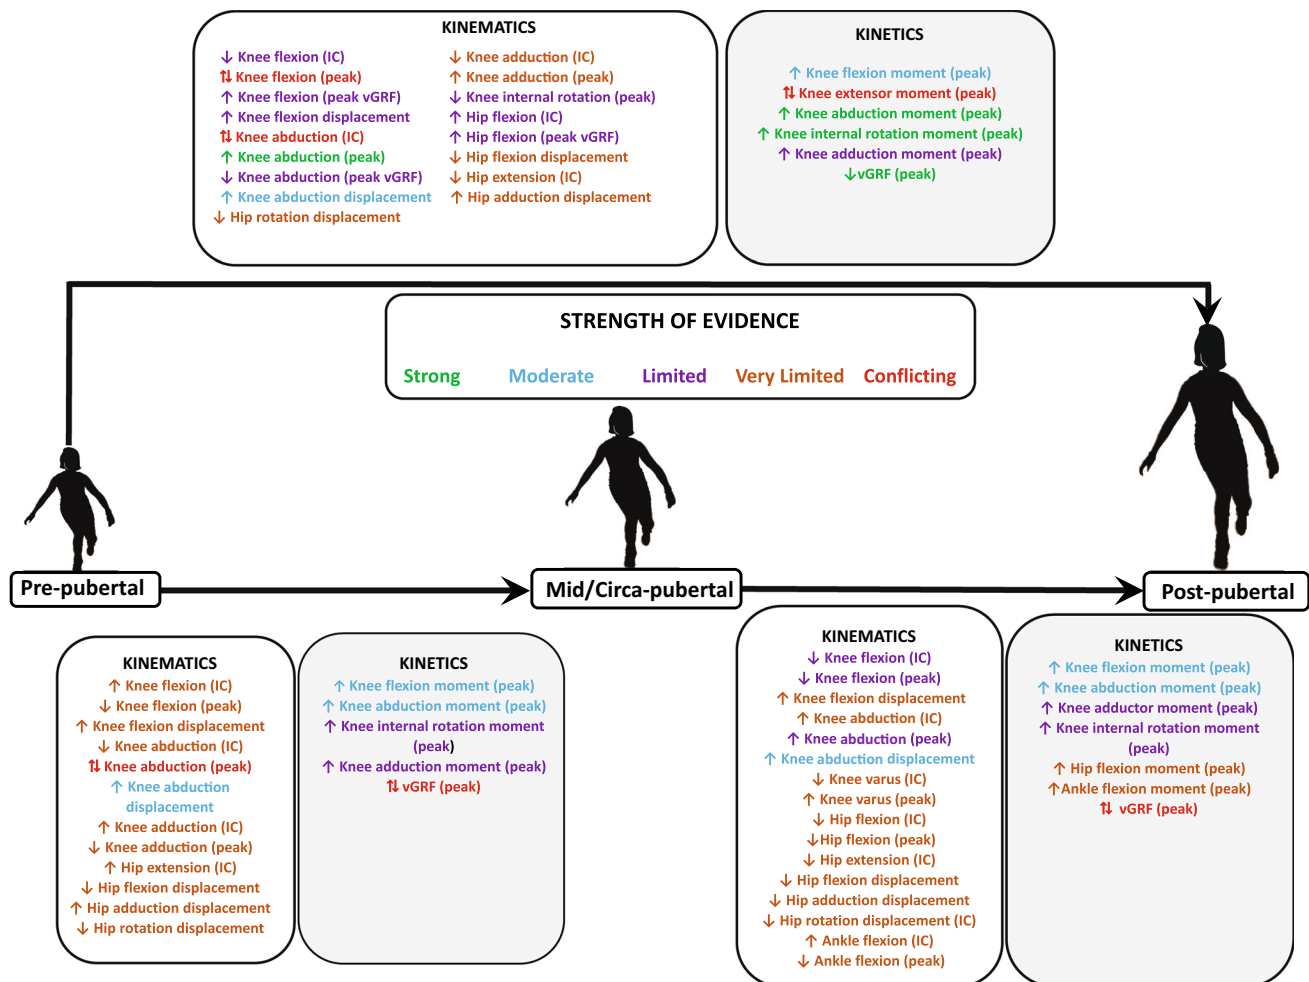 KINEMATICS
↓ Knee flexion (IC)
⇅ Knee flexion (peak)
↑ Knee flexion (peak vGRF)
↑ Knee flexion displacement
⇅ Knee abduction (IC)
↑ Knee abduction (peak)
↓ Knee abduction (peak vGRF)
↑ Knee abduction displacement
↓ Hip rotation displacement
↓ Knee adduction (IC)
↑ Knee adduction (peak)
↓ Knee internal rotation (peak)
↑ Hip flexion (IC)
↑ Hip flexion (peak vGRF)
↓ Hip flexion displacement
↓ Hip extension (IC)
↑ Hip adduction displacement
KINETICS
↑ Knee flexion moment (peak)
⇅ Knee extensor moment (peak)
↑ Knee abduction moment (peak)
↑ Knee internal rotation moment (peak)
↑ Knee adduction moment (peak)
↓vGRF (peak)
STRENGTH OF EVIDENCE
Strong Moderate Limited Very Limited Conflicting
Pre-pubertal
Mid/Circa-pubertal
Post-pubertal
KINEMATICS
↑ Knee flexion (IC)
↓ Knee flexion (peak)
↑ Knee flexion displacement
↓ Knee abduction (IC)
⇅ Knee abduction (peak)
↑ Knee abduction
displacement
↑ Knee adduction (IC)
↓ Knee adduction (peak)
↑ Hip extension (IC)
↓ Hip flexion displacement
↑ Hip adduction displacement
↓ Hip rotation displacement
KINETICS
↑ Knee flexion moment (peak)
↑ Knee abduction moment (peak)
↑ Knee internal rotation moment
(peak)
↑ Knee adduction moment (peak)
⇅ vGRF (peak)
KINEMATICS
↓ Knee flexion (IC)
↓ Knee flexion (peak)
↑ Knee flexion displacement
↑ Knee abduction (IC)
↑ Knee abduction (peak)
↑ Knee abduction displacement
↓ Knee varus (IC)
↑ Knee varus (peak)
↓ Hip flexion (IC)
↓Hip flexion (peak)
↓ Hip extension (IC)
↓ Hip flexion displacement
↓ Hip adduction displacement
↓ Hip rotation displacement (IC)
↑ Ankle flexion (IC)
↓ Ankle flexion (peak)
KINETICS
↑ Knee flexion moment (peak)
↑ Knee abduction moment (peak)
↑ Knee adductor moment (peak)
↑ Knee internal rotation moment
(peak)
↑ Hip flexion moment (peak)
↑Ankle flexion moment (peak)
⇅ vGRF (peak)